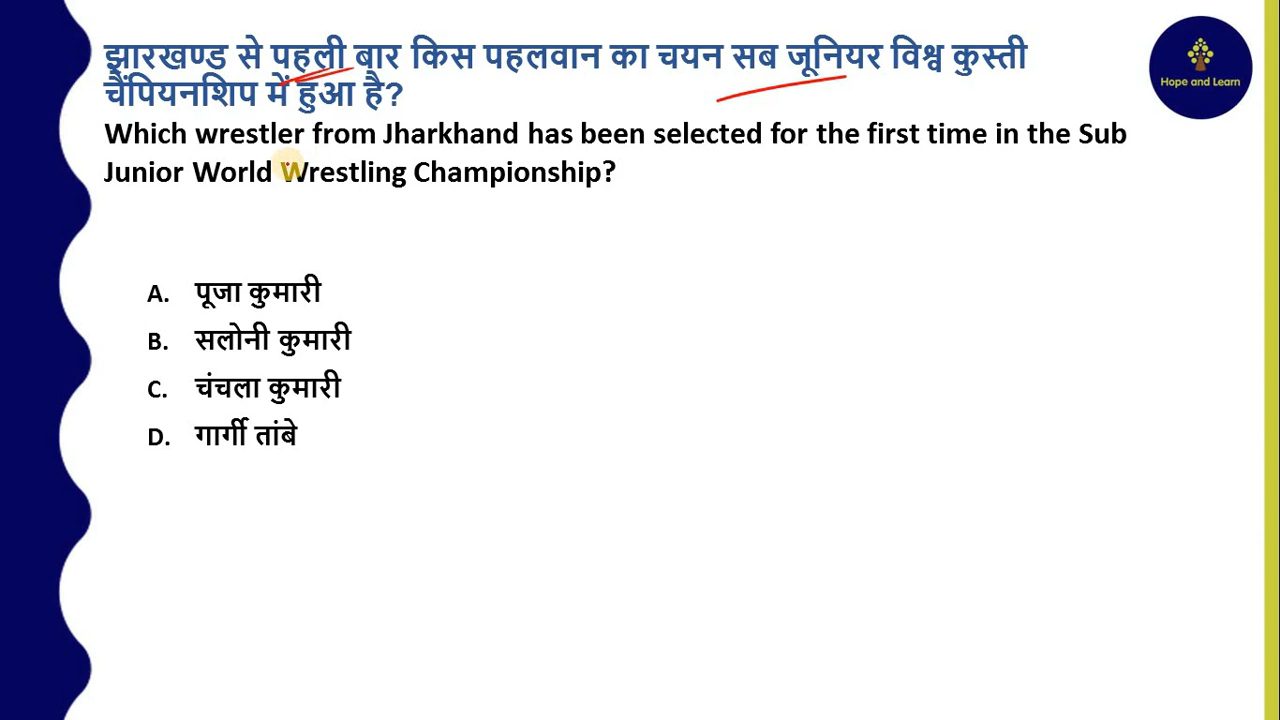 झारखण्ड से पहली बार किस पहलवान का चयन सब जूनियर विश्व कुस्ती
चैंपियनशिप में हुआ है?
Which wrestler from Jharkhand has been selected for the first time in the Sub
Junior World Wrestling Championship?
Hope and Learn
A. पूजा कुमारी
B. सलोनी कुमारी
C. चंचला कुमारी
D. गार्गी तांबे